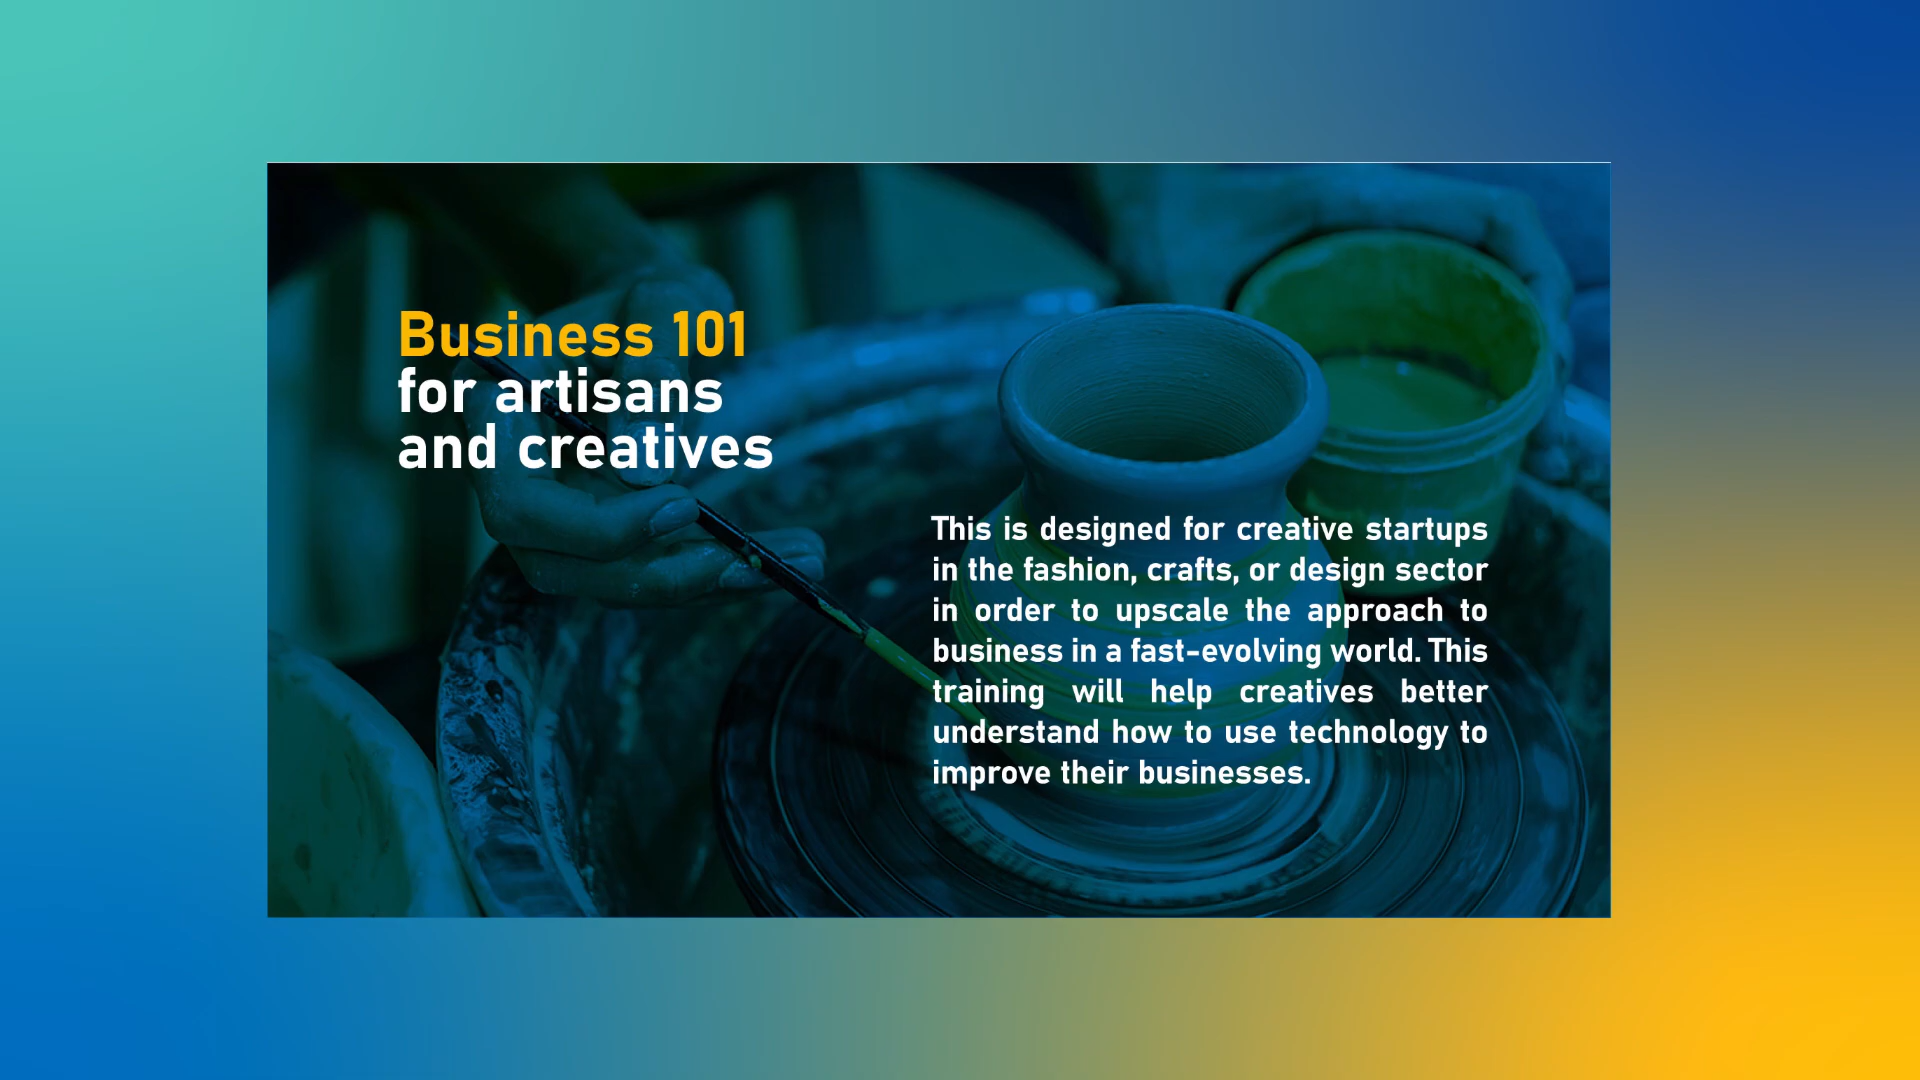 Business 101
for artisans
and creatives
This is designed for creative startups
in the fashion, crafts, or design sector
in order to upscale the approach to
business in a fast-evolving world. This
training will help creatives better
understand how to use technology to
improve their businesses.